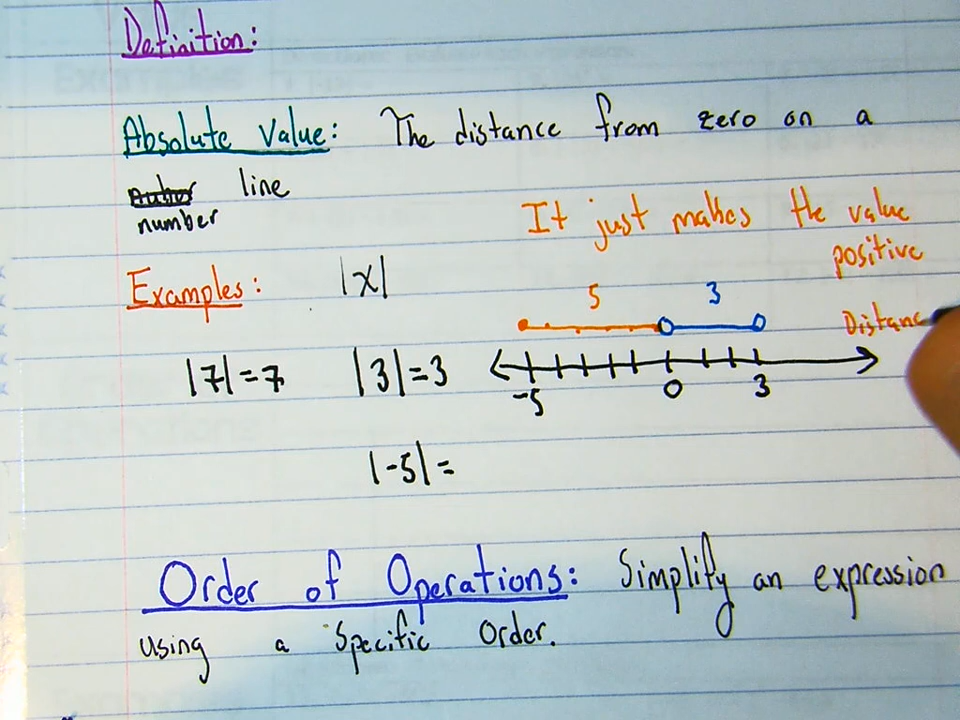 Definition:
Absolute Value: The distance from zero on a
line
number
It just makes the value
positive
Examples: |x|
5 3
Distanc
|7|=7 |3|=3
-5 0 3
|-5|=
Order of Operations: Simplify an expression
using a specific order.